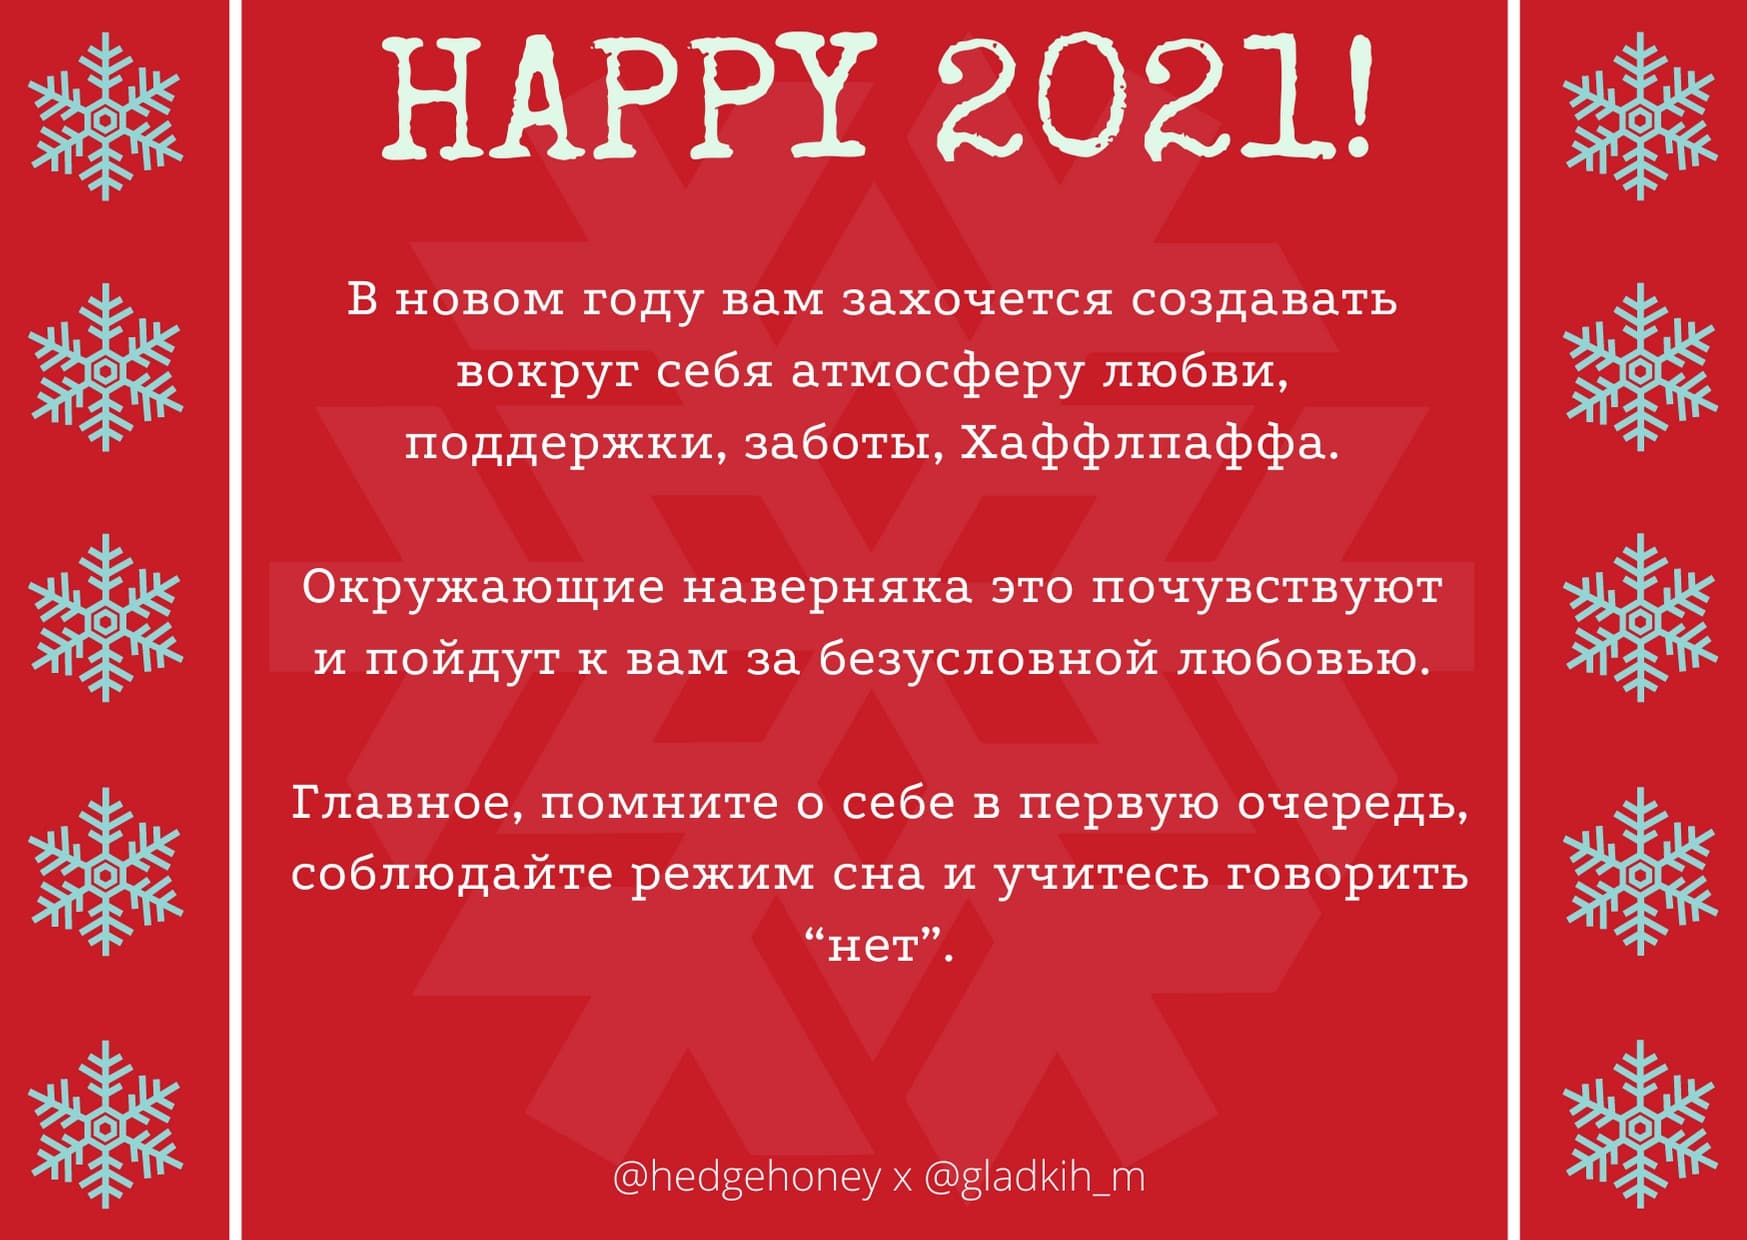 HAPPY 2021!
В новом году вам захочется создавать
вокруг себя атмосферу любви,
поддержки, заботы, Хаффлпаффа.
Окружающие наверняка это почувствуют
и пойдут к вам за безусловной любовью.
Главное, помните о себе в первую очередь,
соблюдайте режим сна и учитесь говорить
“нет”.
@hedgehoney x @gladkih_m